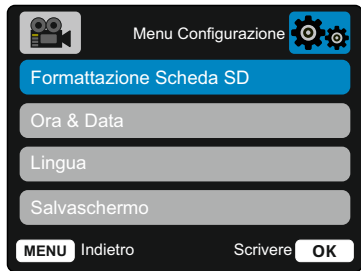 Menu Configurazione
Formattazione Scheda SD
Ora & Data
Lingua
Salvaschermo
MENU Indietro Scrivere OK